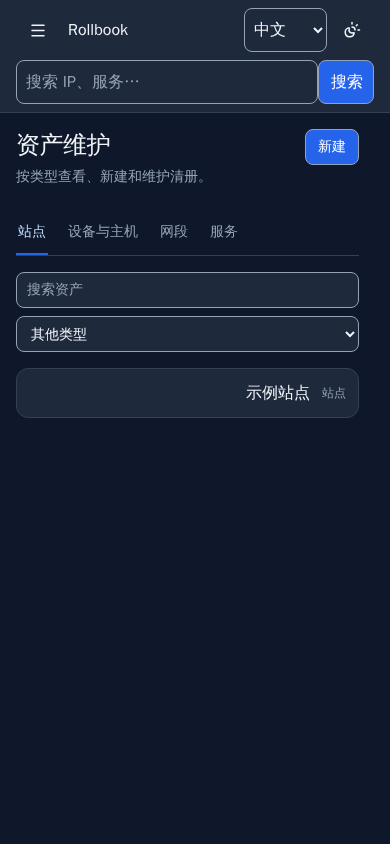 Rollbook
中文
搜索 IP、服务…
搜索
资产维护
新建
按类型查看、新建和维护清册。
站点 设备与主机 网段 服务
搜索资产
其他类型
示例站点 站点